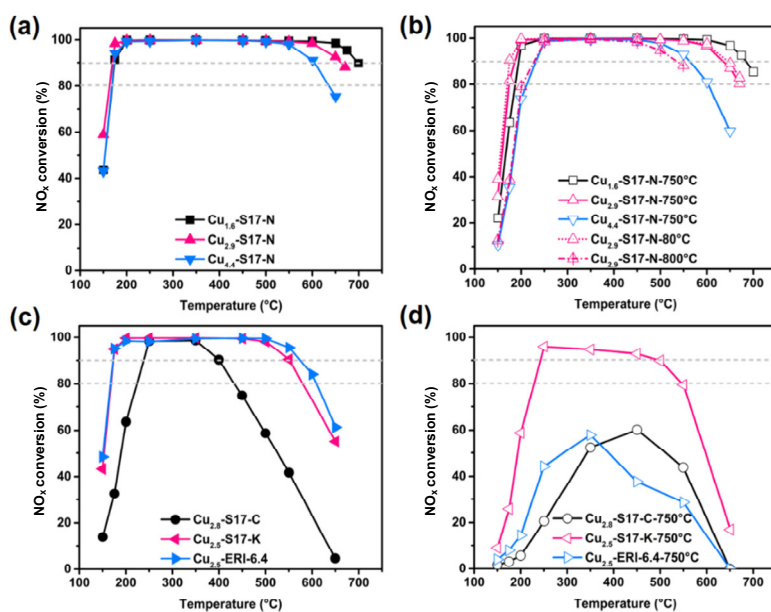 (a)
NOx conversion (%)
100
90
80
60
40
20
0
Cu1.6-S17-N
Cu2.9-S17-N
Cu4.4-S17-N
100 200 300 400 500 600 700
Temperature (°C)
(b)
NOx conversion (%)
100
90
80
60
40
20
0
Cu1.6-S17-N-750°C
Cu2.9-S17-N-750°C
Cu4.4-S17-N-750°C
Cu2.9-S17-N-80°C
Cu2.9-S17-N-800°C
100 200 300 400 500 600 700
Temperature (°C)
(c)
NOx conversion (%)
100
90
80
60
40
20
0
Cu2.8-S17-C
Cu2.5-S17-K
Cu2.5-ERI-6.4
100 200 300 400 500 600 700
Temperature (°C)
(d)
NOx conversion (%)
100
90
80
60
40
20
0
Cu2.8-S17-C-750°C
Cu2.5-S17-K-750°C
Cu2.5-ERI-6.4-750°C
100 200 300 400 500 600 700
Temperature (°C)